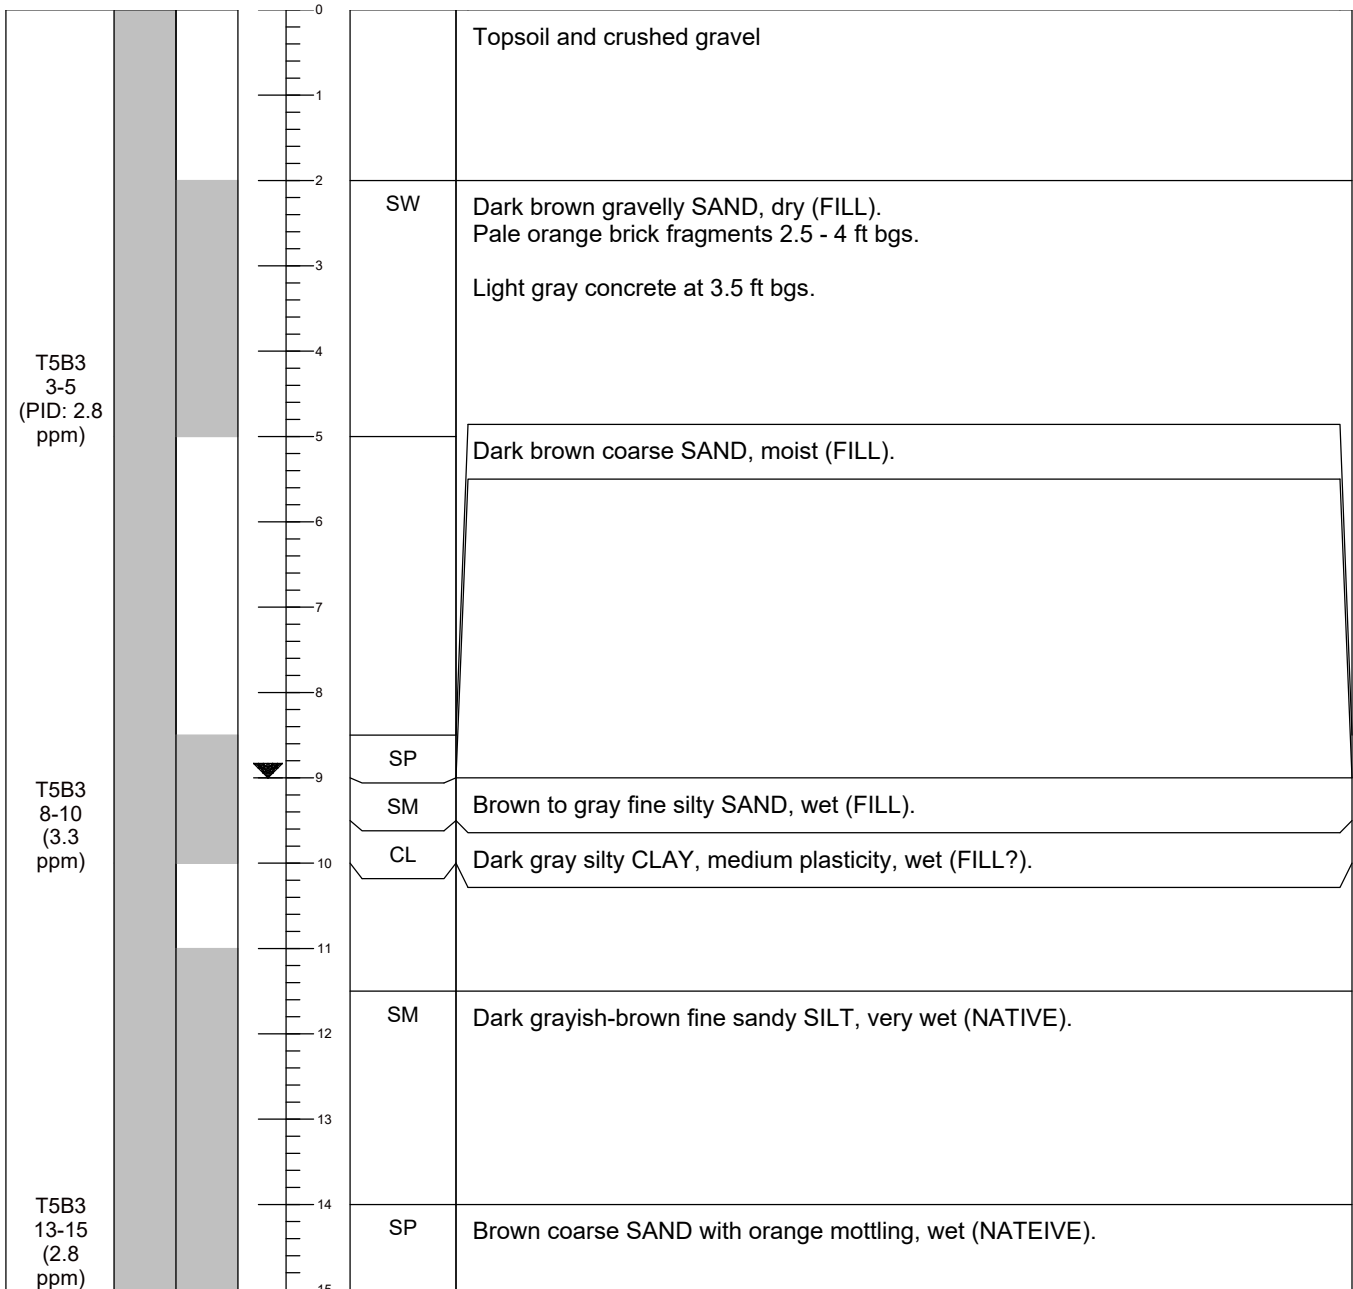 0
Topsoil and crushed gravel
1
2
SW
Dark brown gravelly SAND, dry (FILL).
Pale orange brick fragments 2.5 - 4 ft bgs.
3
Light gray concrete at 3.5 ft bgs.
4
T5B3
3-5
(PID: 2.8
ppm)
5
Dark brown coarse SAND, moist (FILL).
6
7
8
SP
9
T5B3
8-10
(3.3
ppm)
SM
Brown to gray fine silty SAND, wet (FILL).
CL
Dark gray silty CLAY, medium plasticity, wet (FILL?).
10
11
SM
Dark grayish-brown fine sandy SILT, very wet (NATIVE).
12
13
14
T5B3
13-15
(2.8
ppm)
SP
Brown coarse SAND with orange mottling, wet (NATEIVE).
15